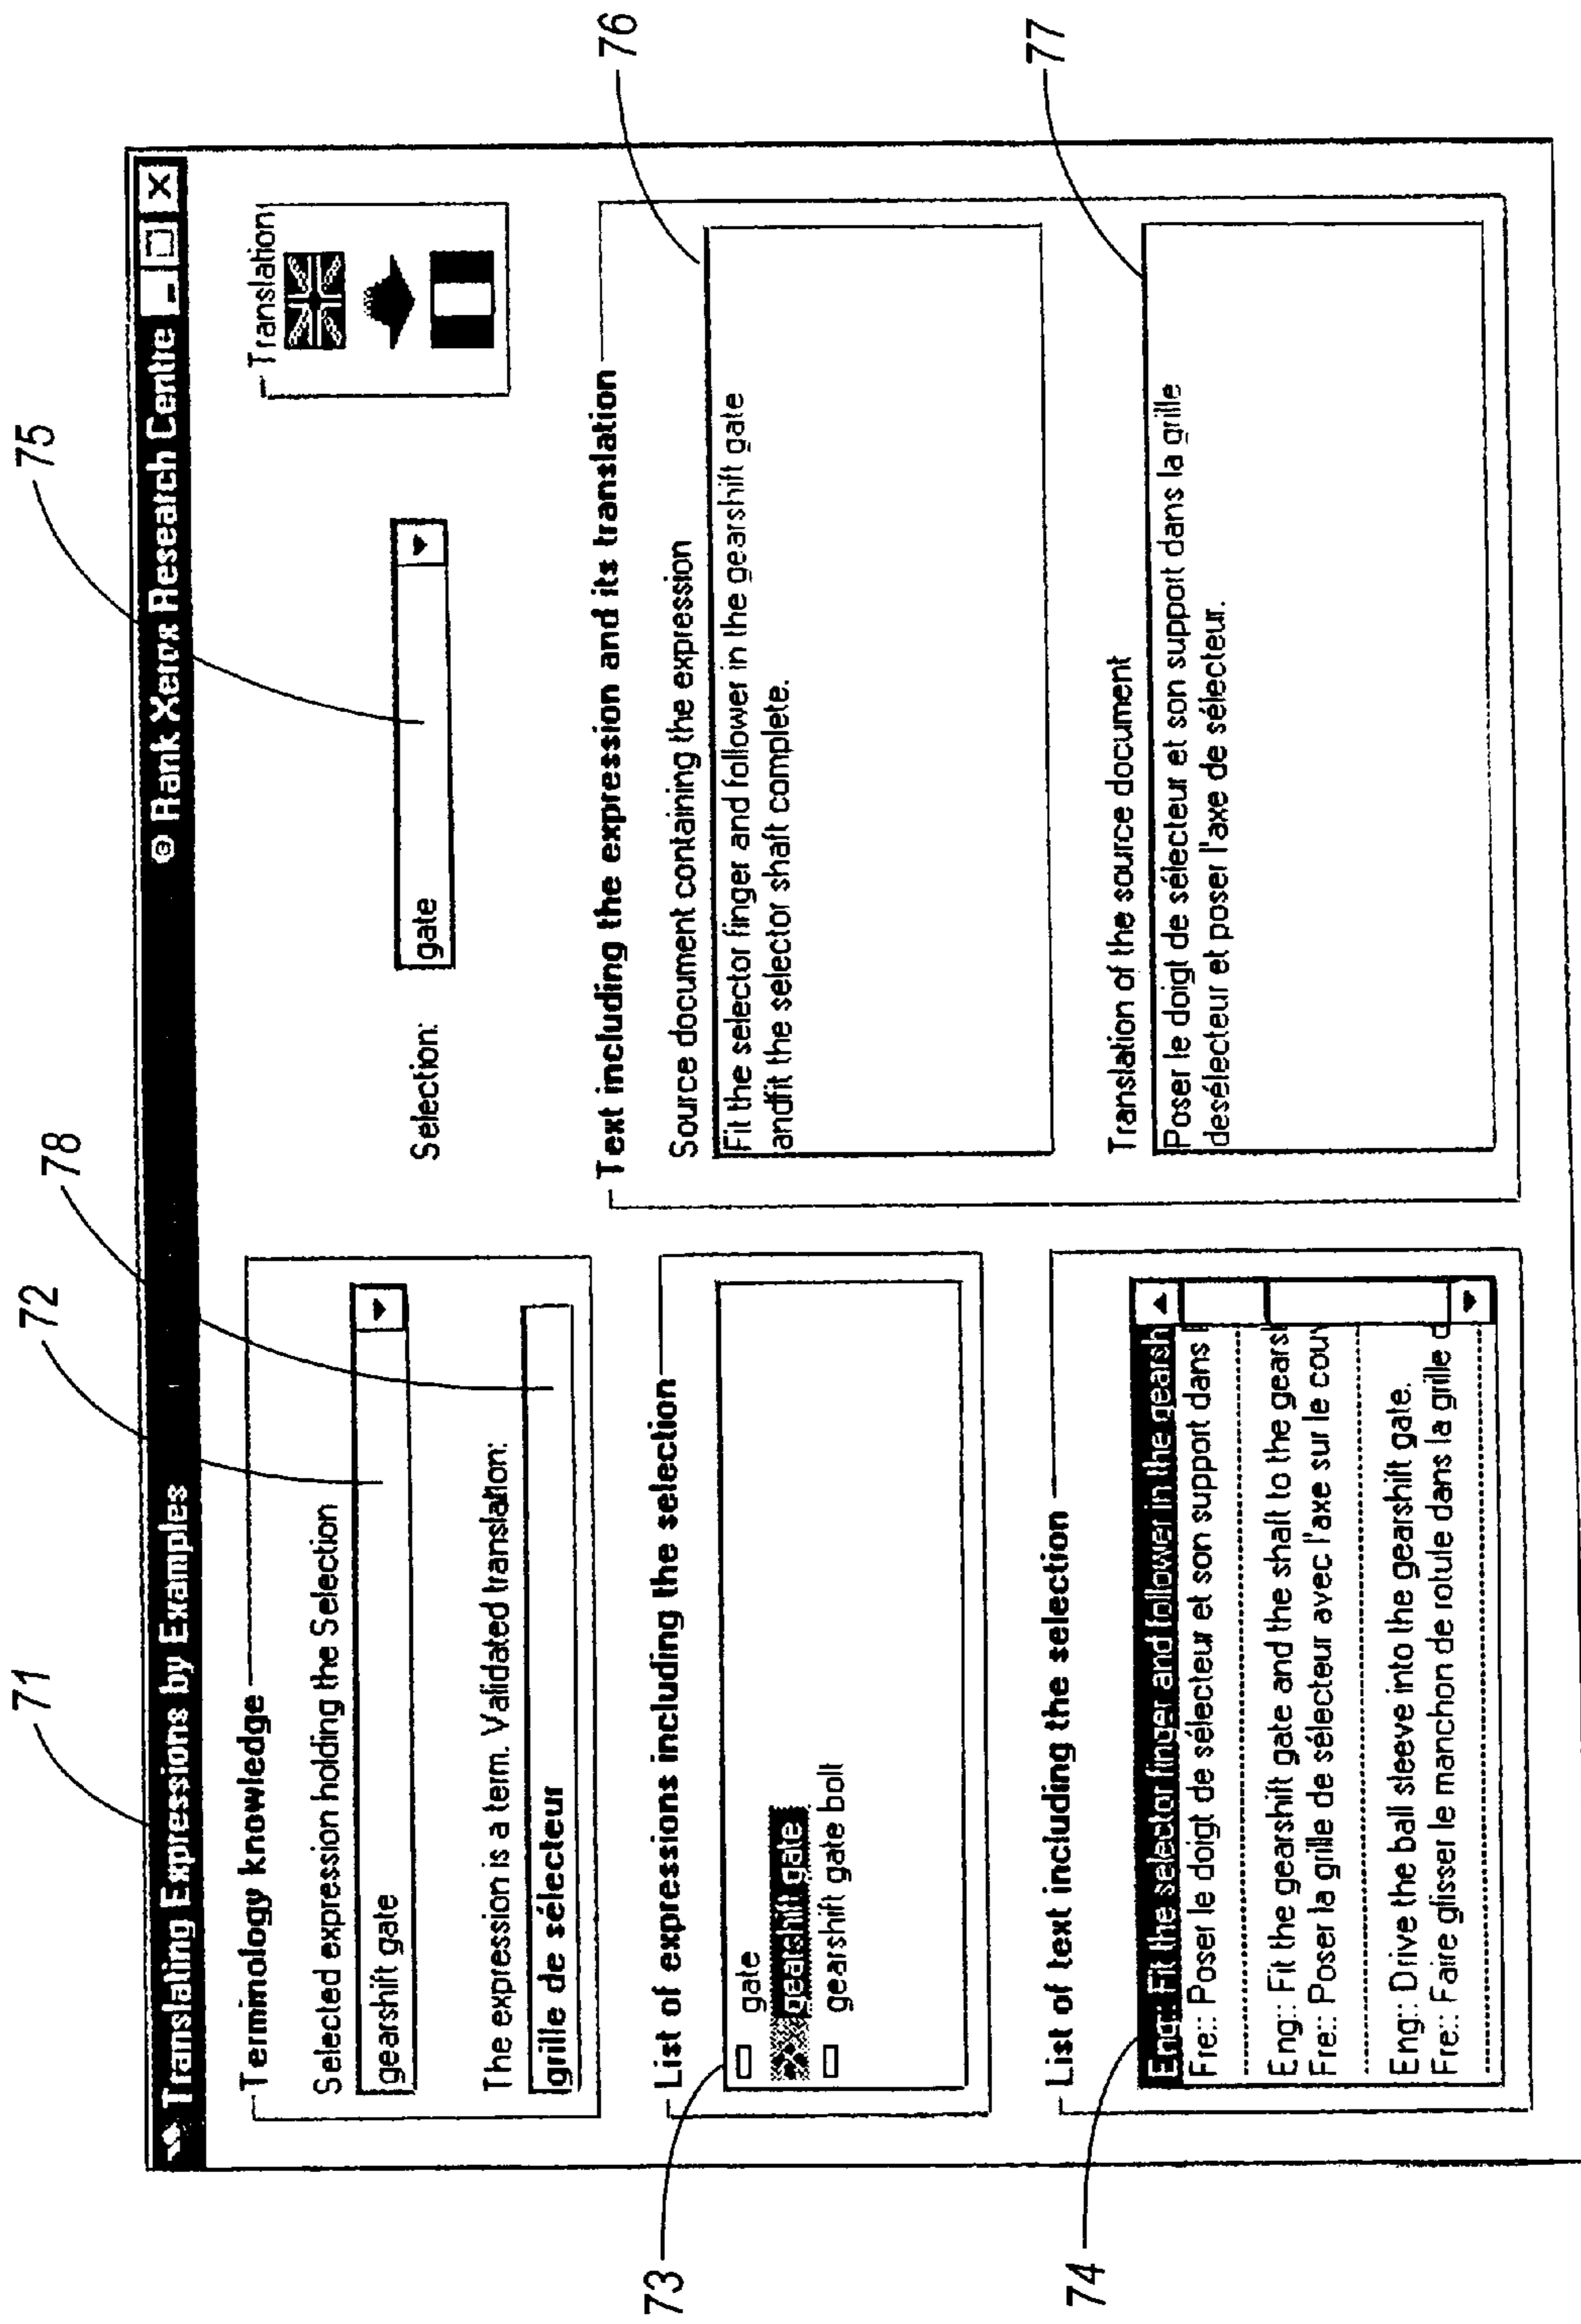 71
72
78
75
Translating Expressions by Examples
© Rank Xerox Research Centre
Terminology knowledge
Selected expression holding the Selection
gearshift gate
The expression is a term. Validated translation:
grille de sélecteur
Selection:
gate
Translation
73
List of expressions including the selection
gate
gearshift gate
gearshift gate bolt
74
List of text including the selection
Eng:: Fit the selector finger and follower in the gearsh
Fre:: Poser le doigt de sélecteur et son support dans
Eng:: Fit the gearshift gate and the shaft to the gears
Fre:: Poser la grille de sélecteur avec l'axe sur le couv
Eng:: Drive the ball sleeve into the gearshift gate.
Fre:: Faire glisser le manchon de rotule dans la grille d
Text including the expression and its translation
76
Source document containing the expression
Fit the selector finger and follower in the gearshift gate
andfit the selector shaft complete.
77
Translation of the source document
Poser le doigt de sélecteur et son support dans la grille
desélecteur et poser l'axe de sélecteur.